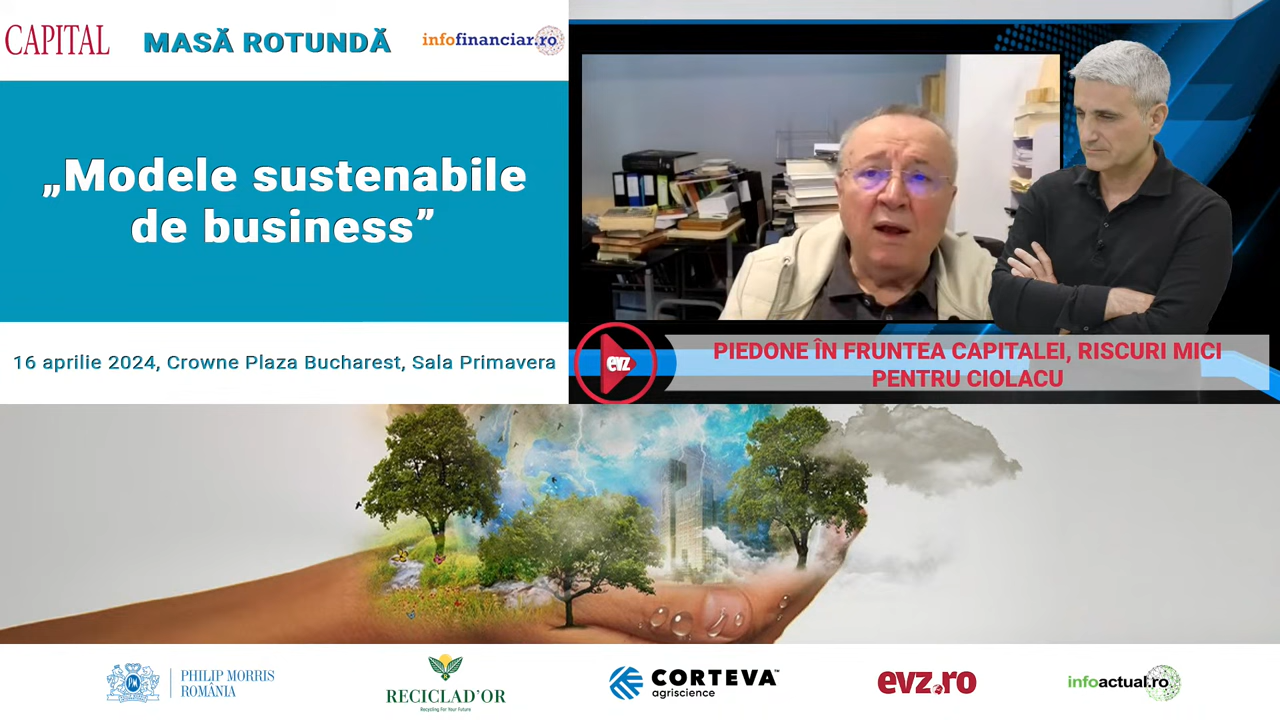 CAPITAL
MASĂ ROTUNDĂ
infofinanciar.ro
„Modele sustenabile
de business”
16 aprilie 2024, Crowne Plaza Bucharest, Sala Primavera
evz
PIEDONE ÎN FRUNTEA CAPITALEI, RISCURI MICI
PENTRU CIOLACU
PM
PHILIP MORRIS
ROMÂNIA
RECICLAD'OR
Recycling For Your Future
CORTEVA™
agriscience
evz.ro
infoactual.ro